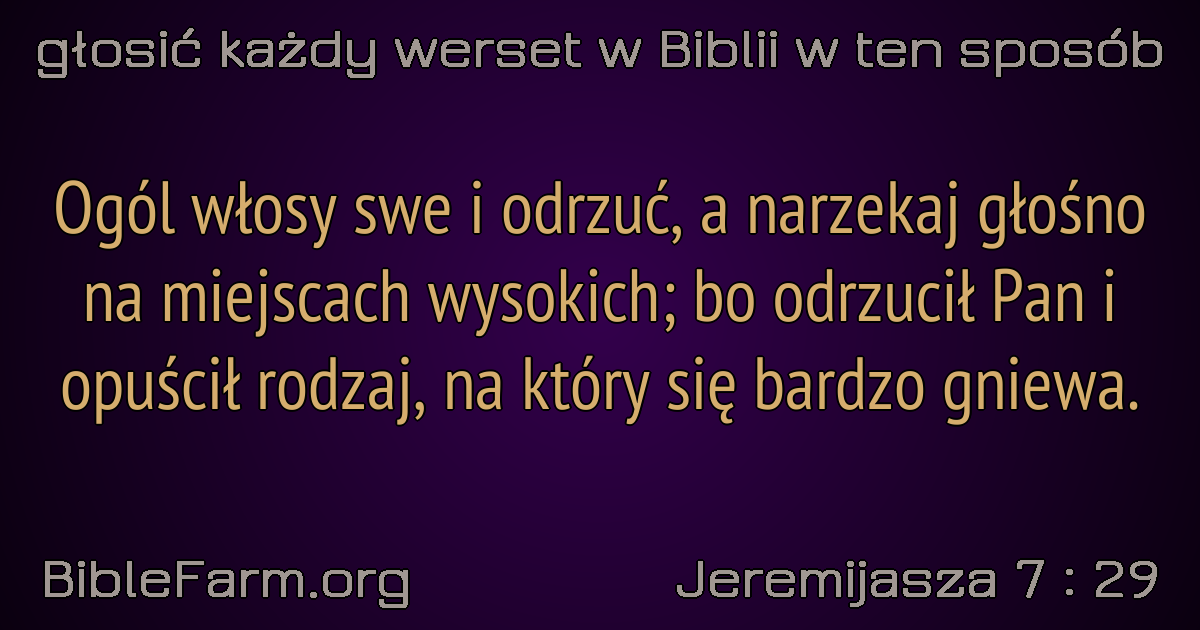 głosić każdy werset w Biblii w ten sposób
Ogól włosy swe i odrzuć, a narzekaj głośno
na miejscach wysokich; bo odrzucił Pan i
opuścił rodzaj, na który się bardzo gniewa.
BibleFarm.org
Jeremijasza 7 : 29